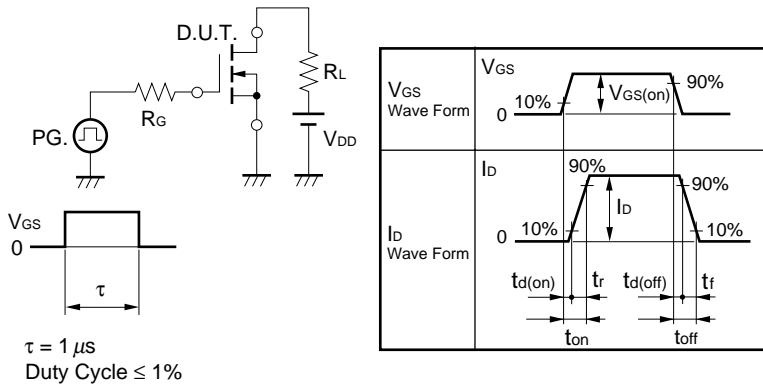 D.U.T.
RL
RG
PG.
VDD
VGS
0
τ
τ = 1 μs
Duty Cycle ≤ 1%
VGS
Wave Form
VGS
10%
0
VGS(on)
90%
ID
Wave Form
ID
90%
90%
10%
0
ID
10%
td(on)
tr
td(off)
tf
ton
toff